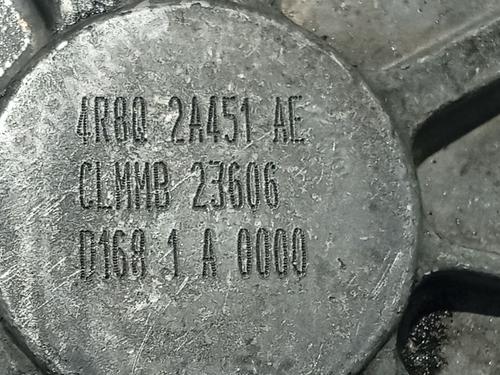 4R8Q 2A451 AE
CLMMB 23606
D168 1 A 0000